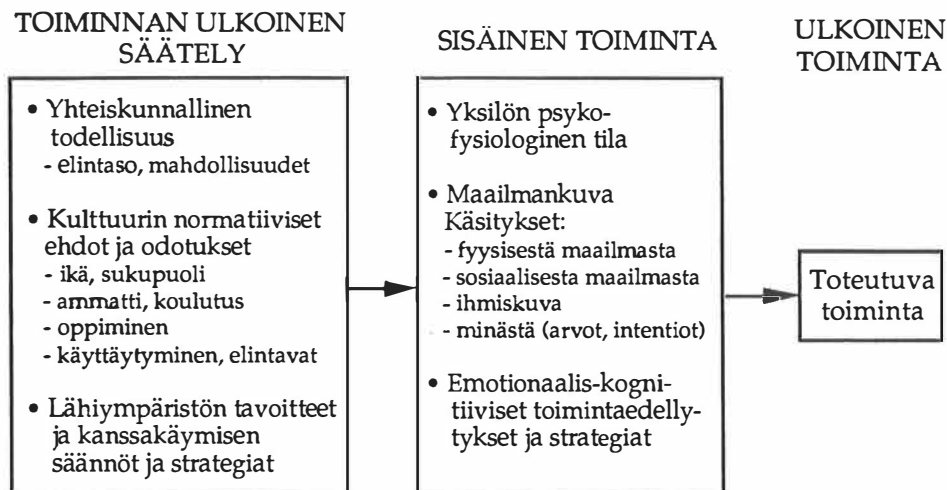 TOIMINNAN ULKOINEN
SÄÄTELY
• Yhteiskunnallinen
todellisuus
- elintaso, mahdollisuudet
• Kulttuurin normatiiviset
ehdot ja odotukset
- ikä, sukupuoli
- ammatti, koulutus
- oppiminen
- käyttäytyminen, elintavat
• Lähiympäristön tavoitteet
ja kanssakäymisen
säännöt ja strategiat
SISÄINEN TOIMINTA
• Yksilön psyko-
fysiologinen tila
• Maailmankuva
Käsitykset:
- fyysisestä maailmasta
- sosiaalisesta maailmasta
- ihmiskuva
- minästä (arvot, intentiot)
• Emotionaalis-kogni-
tiiviset toimintaedelly-
tykset ja strategiat
ULKOINEN
TOIMINTA
Toteutuva
toiminta